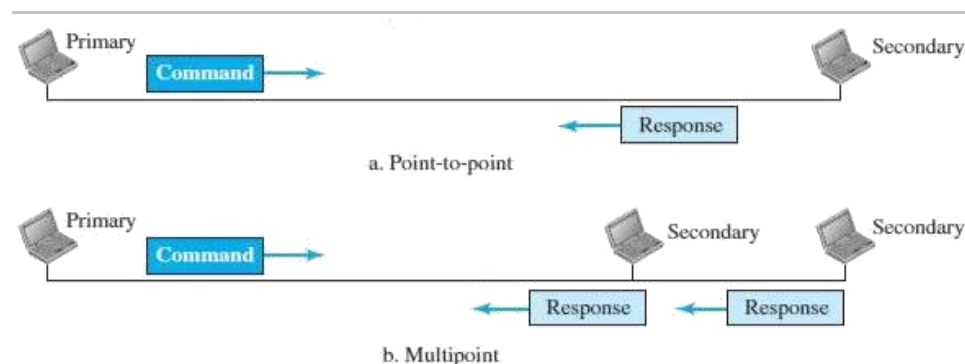 Primary
Secondary
Command
Response
a. Point-to-point
Primary
Secondary
Secondary
Command
Response
Response
b. Multipoint